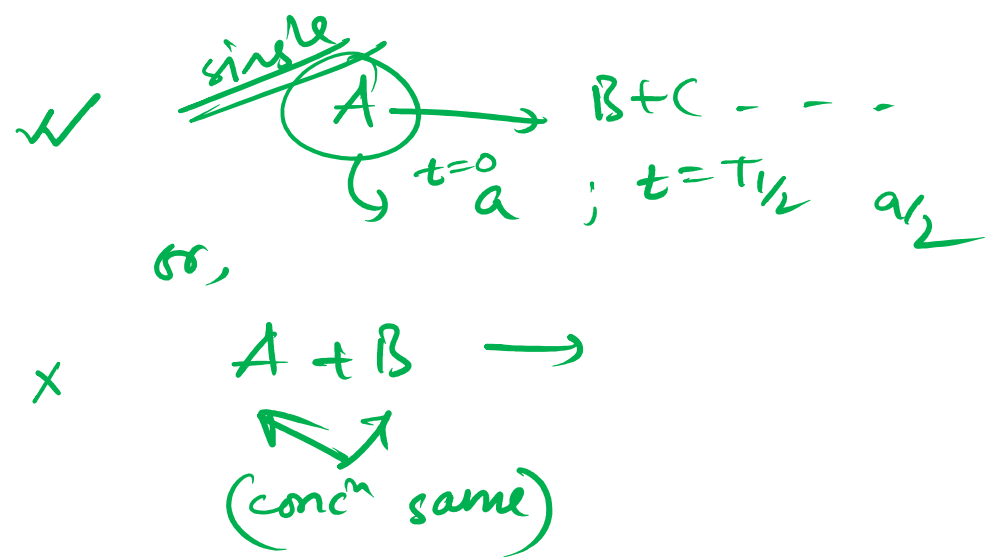 single
A → B + C - - -
t=0 a ; t = T1/2 a/2
or,
A + B →
(concn same)